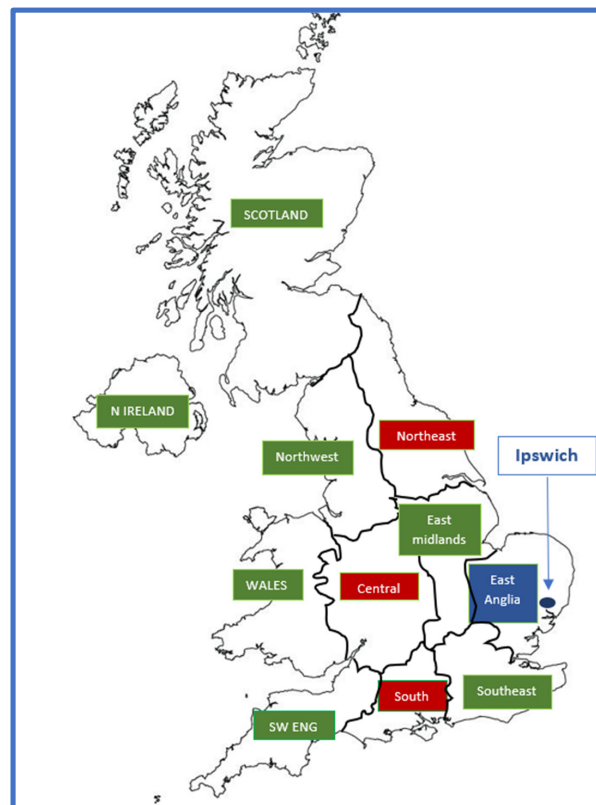 SCOTLAND
N IRELAND
Northeast
Northwest
Ipswich
East
midlands
WALES
Central
East
Anglia
South
Southeast
SW ENG